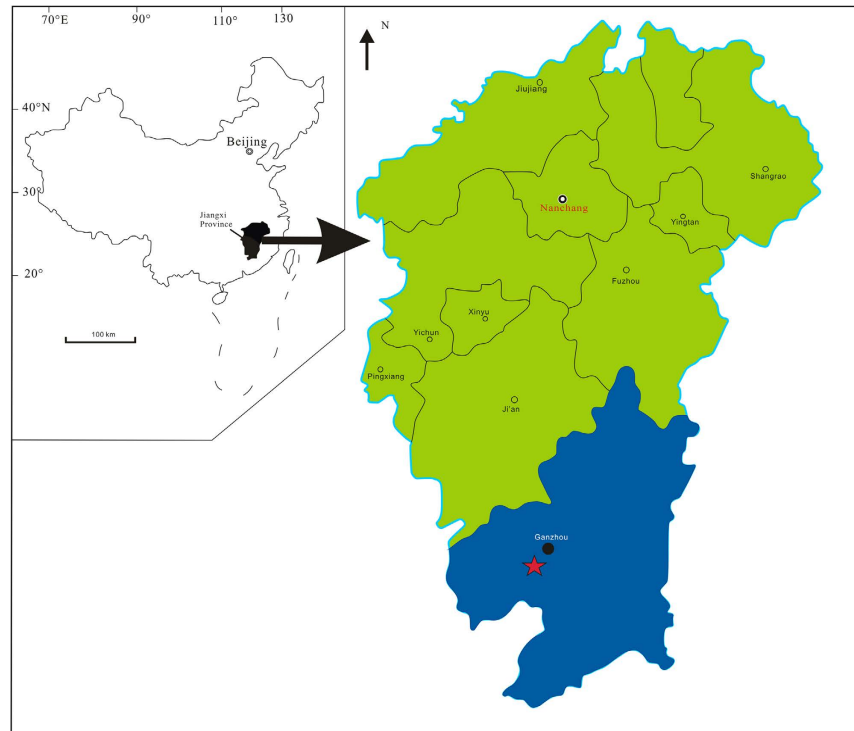 70°E 90° 110° 130
N
40°N
30°
20°
Beijing
Jiangxi
Province
100 km
Jiujiang
Shangrao
Nanchang
Yingtan
Fuzhou
Xinyu
Yichun
Pingxiang
Ji'an
Ganzhou